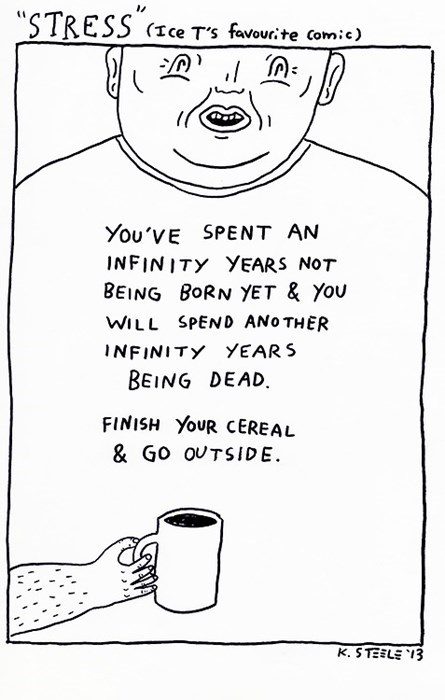 "STRESS" (Ice T's favourite comic)
YOU'VE SPENT AN
INFINITY YEARS NOT
BEING BORN YET & YOU
WILL SPEND ANOTHER
INFINITY YEARS
BEING DEAD.
FINISH YOUR CEREAL
& GO OUTSIDE.
K. STEELE '13